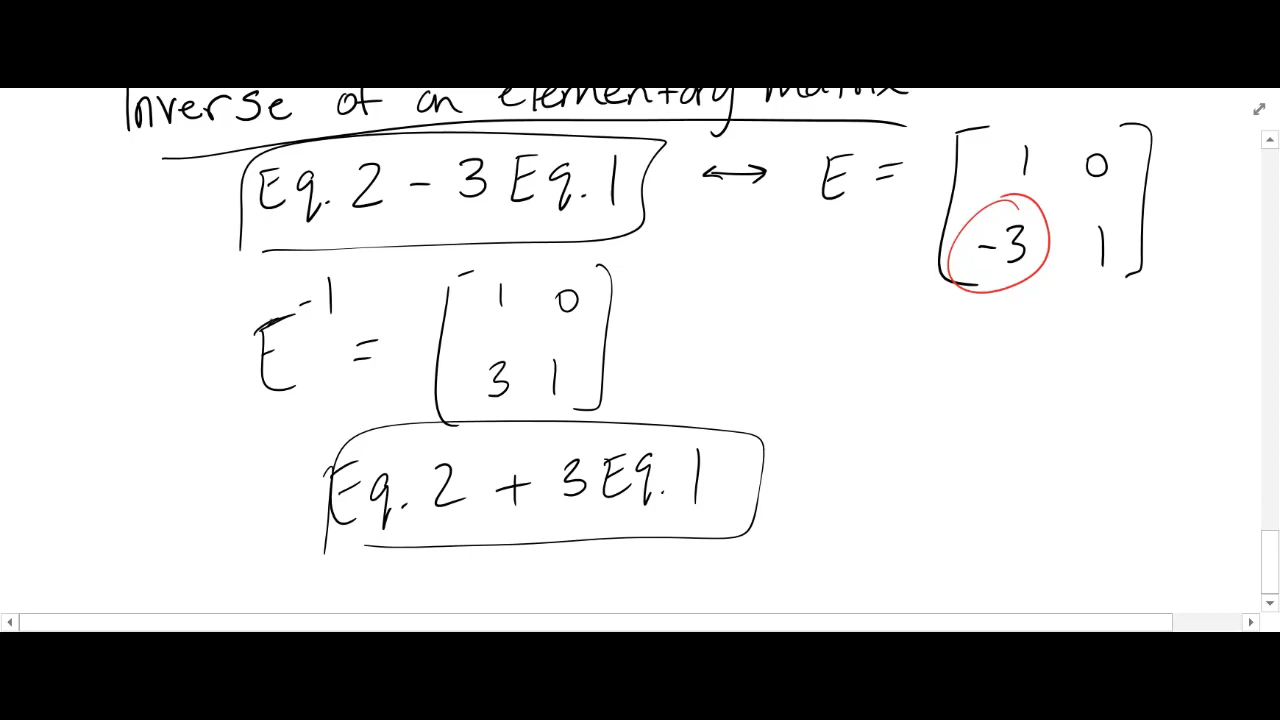 Inverse of an elementary matrix
Eq. 2 - 3 Eq. 1 ↔ E = [ 1 0
-3 1 ]
E⁻¹ = [ 1 0
3 1 ]
Eq. 2 + 3 Eq. 1